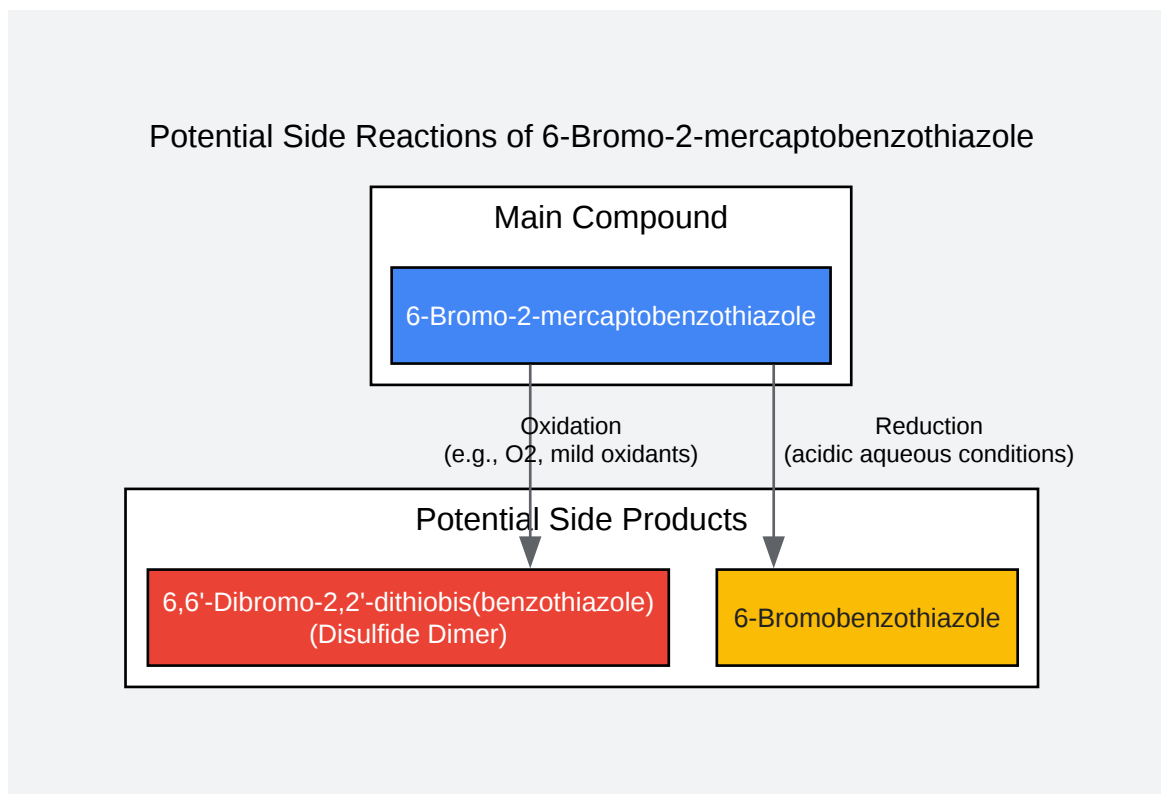 Potential Side Reactions of 6-Bromo-2-mercaptobenzothiazole
Main Compound
6-Bromo-2-mercaptobenzothiazole
Oxidation
(e.g., O2, mild oxidants)
Reduction
(acidic aqueous conditions)
Potential Side Products
6,6'-Dibromo-2,2'-dithiobis(benzothiazole)
(Disulfide Dimer)
6-Bromobenzothiazole